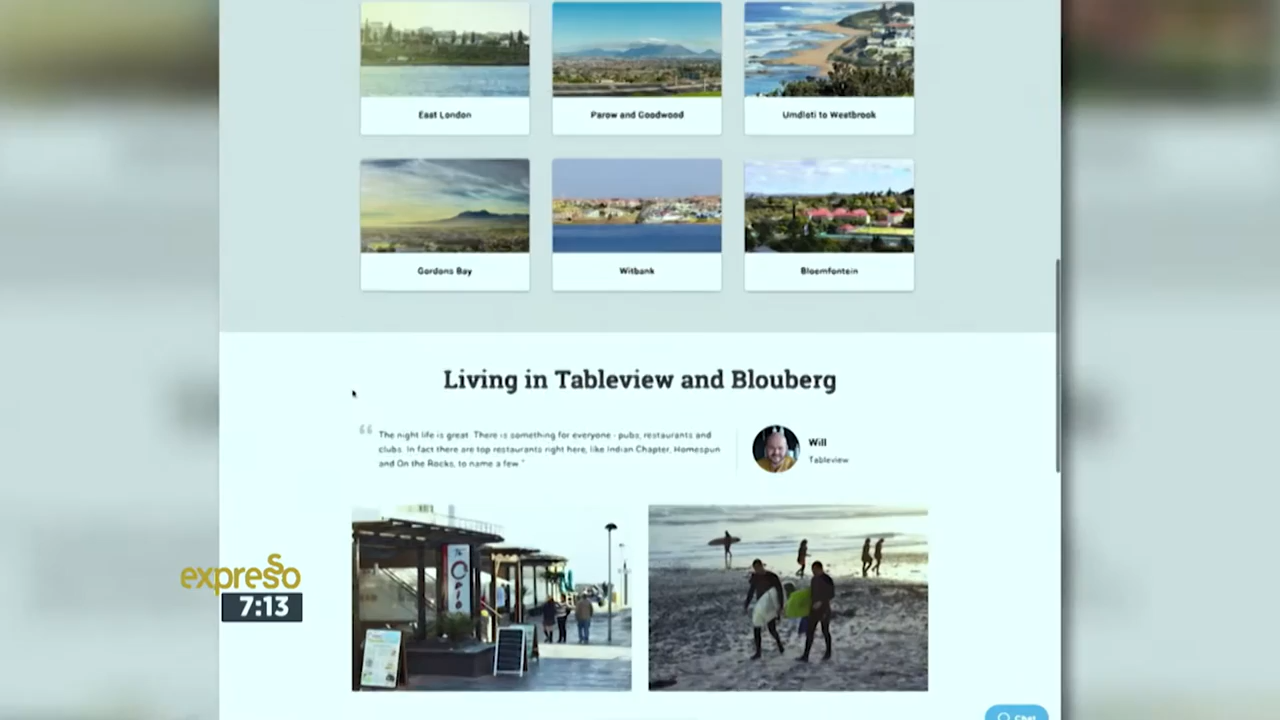 East London
Parow and Goodwood
Umdloti to Westbrook
Gordons Bay
Witbank
Bloemfontein
Living in Tableview and Blouberg
“ The night life is great. There is something for everyone - pubs, restaurants and
clubs. In fact there are top restaurants right here, like Indian Chapter, Homespun
and On the Rocks, to name a few."
Will
Tableview
expresso
7:13
Chat